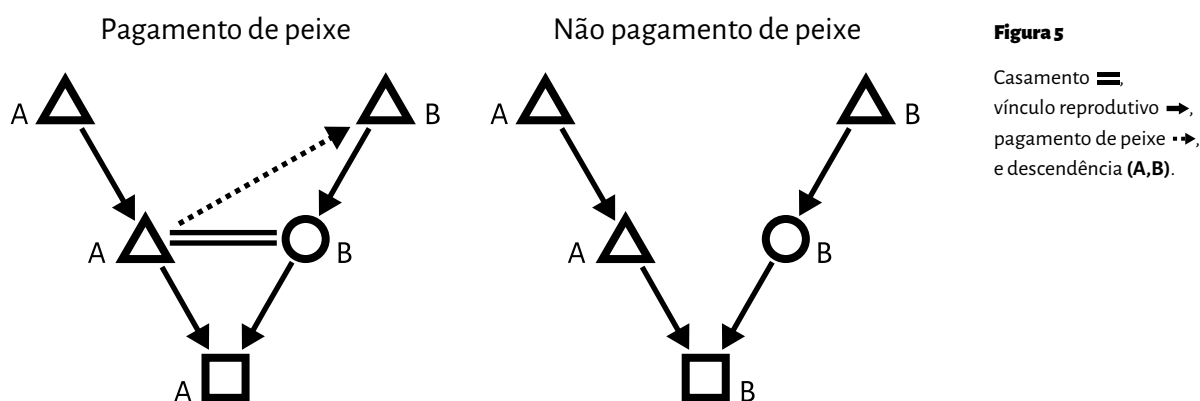 Pagamento de peixe
Não pagamento de peixe
A
B
A
B
A
A
B
A
B
B
Figura 5
Casamento ,
vínculo reprodutivo ,
pagamento de peixe ,
e descendência (A,B).